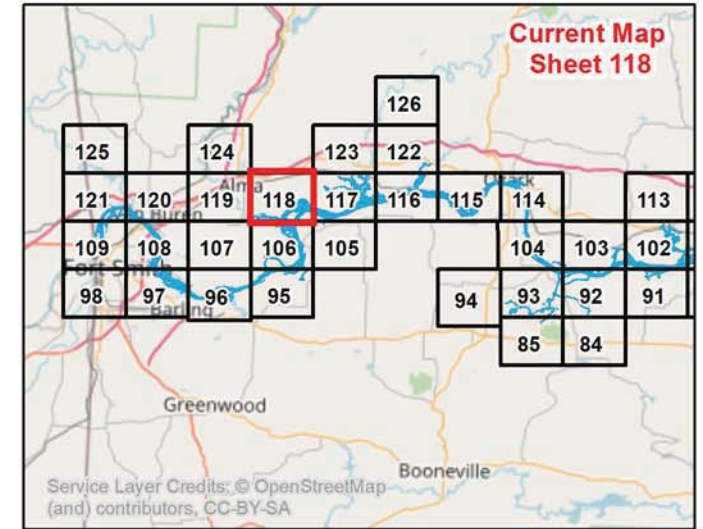 Current Map
Sheet 118
126
125 124 123 122
Alma Ozark
121 120 119 118 117 116 115 114 113
Van Buren
109 108 107 106 105 104 103 102
Fort Smith
98 97 96 95 94 93 92 91
Barling
85 84
Greenwood
Booneville
Service Layer Credits: © OpenStreetMap
(and) contributors, CC-BY-SA